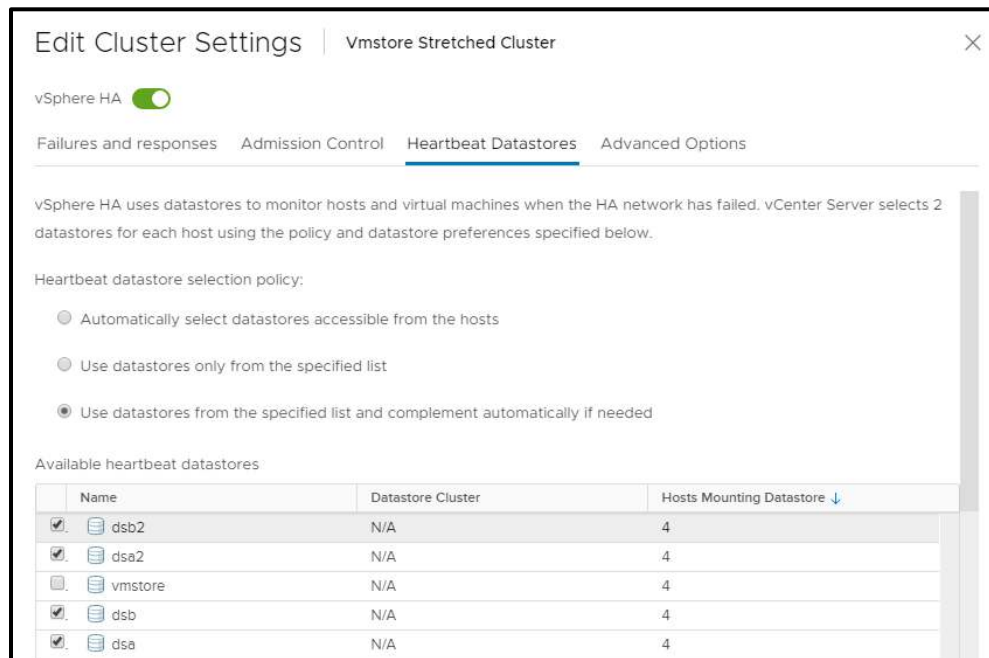 Edit Cluster Settings | Vmstore Stretched Cluster
vSphere HA
Failures and responses Admission Control Heartbeat Datastores Advanced Options
vSphere HA uses datastores to monitor hosts and virtual machines when the HA network has failed. vCenter Server selects 2
datastores for each host using the policy and datastore preferences specified below.
Heartbeat datastore selection policy:
Automatically select datastores accessible from the hosts
Use datastores only from the specified list
Use datastores from the specified list and complement automatically if needed
Available heartbeat datastores
Name Datastore Cluster Hosts Mounting Datastore ↓
dsb2 N/A 4
dsa2 N/A 4
vmstore N/A 4
dsb N/A 4
dsa N/A 4